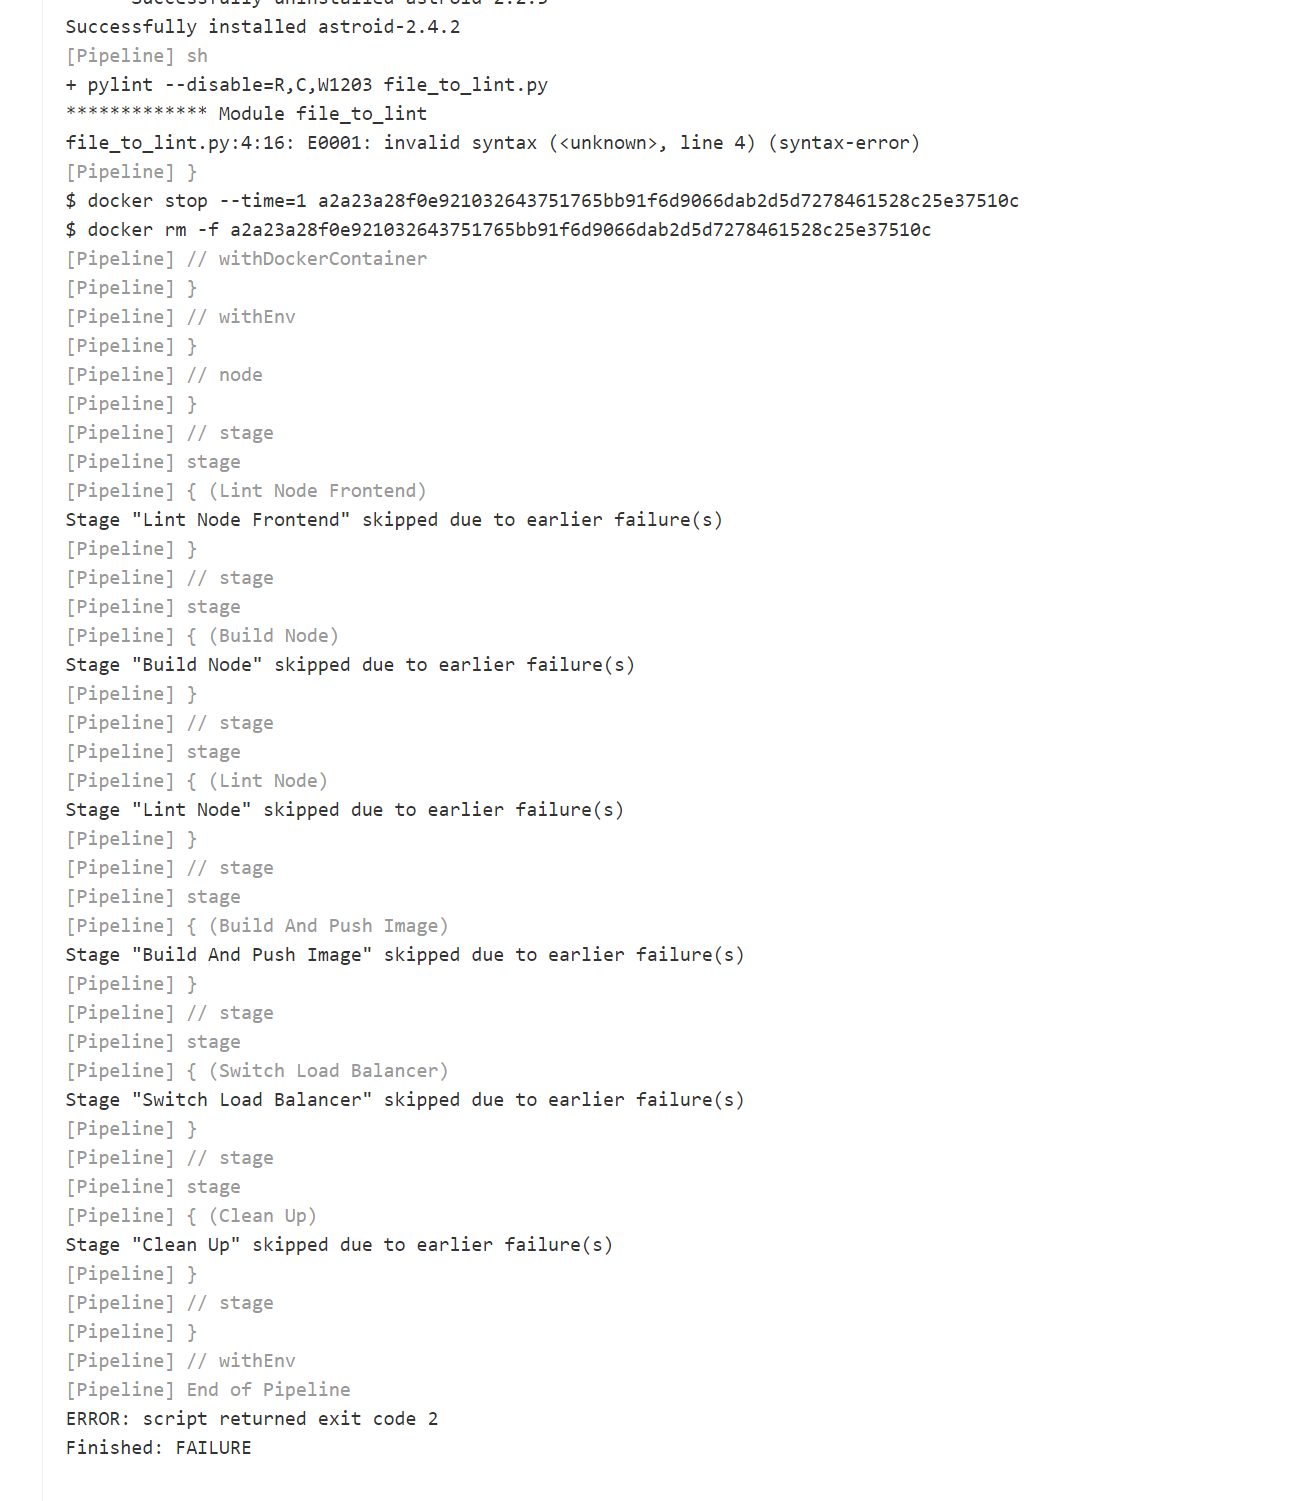 Successfully uninstalled astroid-2.2.5
Successfully installed astroid-2.4.2
[Pipeline] sh
+ pylint --disable=R,C,W1203 file_to_lint.py
************* Module file_to_lint
file_to_lint.py:4:16: E0001: invalid syntax (<unknown>, line 4) (syntax-error)
[Pipeline] }
$ docker stop --time=1 a2a23a28f0e921032643751765bb91f6d9066dab2d5d7278461528c25e37510c
$ docker rm -f a2a23a28f0e921032643751765bb91f6d9066dab2d5d7278461528c25e37510c
[Pipeline] // withDockerContainer
[Pipeline] }
[Pipeline] // withEnv
[Pipeline] }
[Pipeline] // node
[Pipeline] }
[Pipeline] // stage
[Pipeline] stage
[Pipeline] { (Lint Node Frontend)
Stage "Lint Node Frontend" skipped due to earlier failure(s)
[Pipeline] }
[Pipeline] // stage
[Pipeline] stage
[Pipeline] { (Build Node)
Stage "Build Node" skipped due to earlier failure(s)
[Pipeline] }
[Pipeline] // stage
[Pipeline] stage
[Pipeline] { (Lint Node)
Stage "Lint Node" skipped due to earlier failure(s)
[Pipeline] }
[Pipeline] // stage
[Pipeline] stage
[Pipeline] { (Build And Push Image)
Stage "Build And Push Image" skipped due to earlier failure(s)
[Pipeline] }
[Pipeline] // stage
[Pipeline] stage
[Pipeline] { (Switch Load Balancer)
Stage "Switch Load Balancer" skipped due to earlier failure(s)
[Pipeline] }
[Pipeline] // stage
[Pipeline] stage
[Pipeline] { (Clean Up)
Stage "Clean Up" skipped due to earlier failure(s)
[Pipeline] }
[Pipeline] // stage
[Pipeline] }
[Pipeline] // withEnv
[Pipeline] End of Pipeline
ERROR: script returned exit code 2
Finished: FAILURE